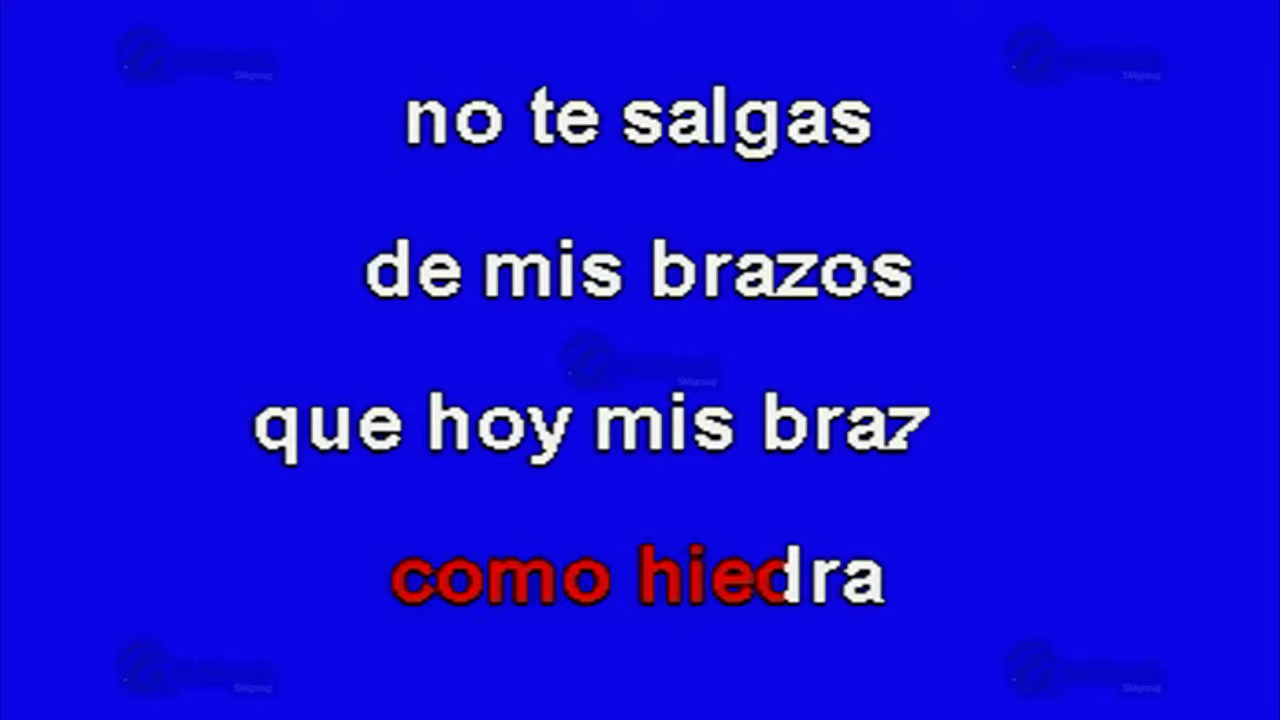 no te salgas
de mis brazos
que hoy mis braz
como hiedra